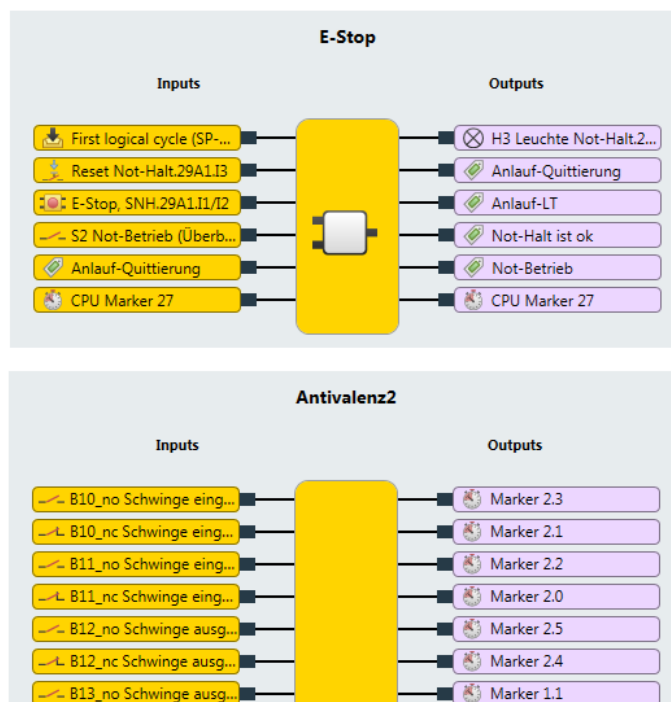 E-Stop
Inputs Outputs
First logical cycle (SP-... H3 Leuchte Not-Halt.2...
Reset Not-Halt.29A1.I3 Anlauf-Quittierung
E-Stop, SNH.29A1.I1/I2 Anlauf-LT
S2 Not-Betrieb (Überb... Not-Halt ist ok
Anlauf-Quittierung Not-Betrieb
CPU Marker 27 CPU Marker 27
Antivalenz2
Inputs Outputs
B10_no Schwinge eing... Marker 2.3
B10_nc Schwinge eing... Marker 2.1
B11_no Schwinge eing... Marker 2.2
B11_nc Schwinge eing... Marker 2.0
B12_no Schwinge ausg... Marker 2.5
B12_nc Schwinge ausg... Marker 2.4
B13_no Schwinge ausg... Marker 1.1